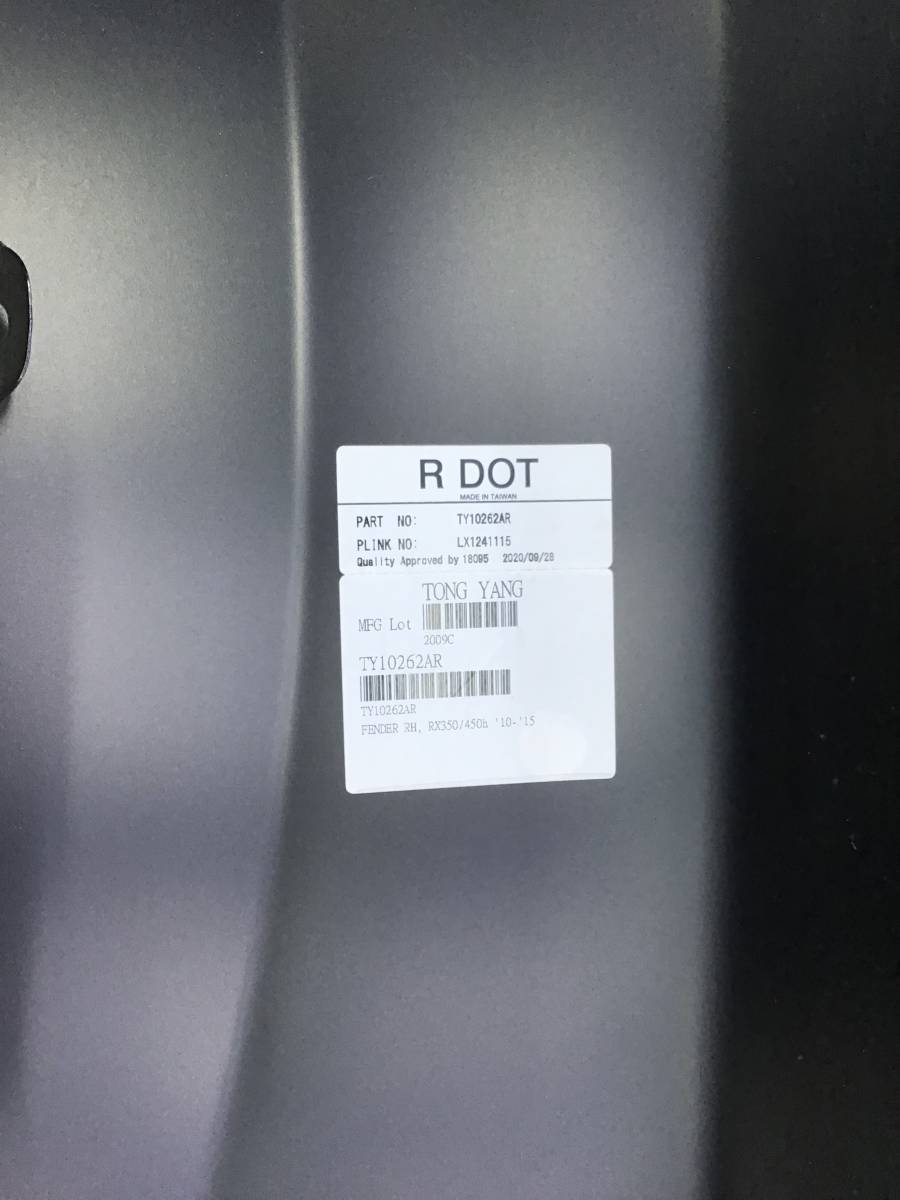 R DOT
MADE IN TAIWAN
PART NO: TY10262AR
PLINK NO: LX1241115
Quality Approved by 18095 2020/09/28
TONG YANG
MFG Lot
2009C
TY10262AR
TY10262AR
FENDER RH, RX350/450h '10-'15